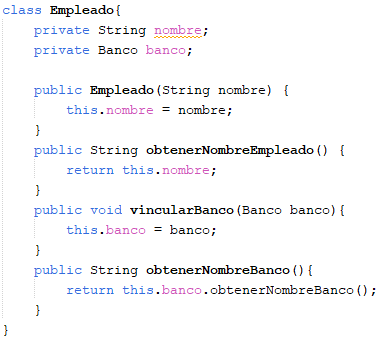 class Empleado{
    private String nombre;
    private Banco banco;

    public Empleado(String nombre) {
        this.nombre = nombre;
    }
    public String obtenerNombreEmpleado() {
        return this.nombre;
    }
    public void vincularBanco(Banco banco){
        this.banco = banco;
    }
    public String obtenerNombreBanco(){
        return this.banco.obtenerNombreBanco();
    }
}